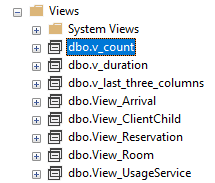 Views
System Views
dbo.v_count
dbo.v_duration
dbo.v_last_three_columns
dbo.View_Arrival
dbo.View_ClientChild
dbo.View_Reservation
dbo.View_Room
dbo.View_UsageService